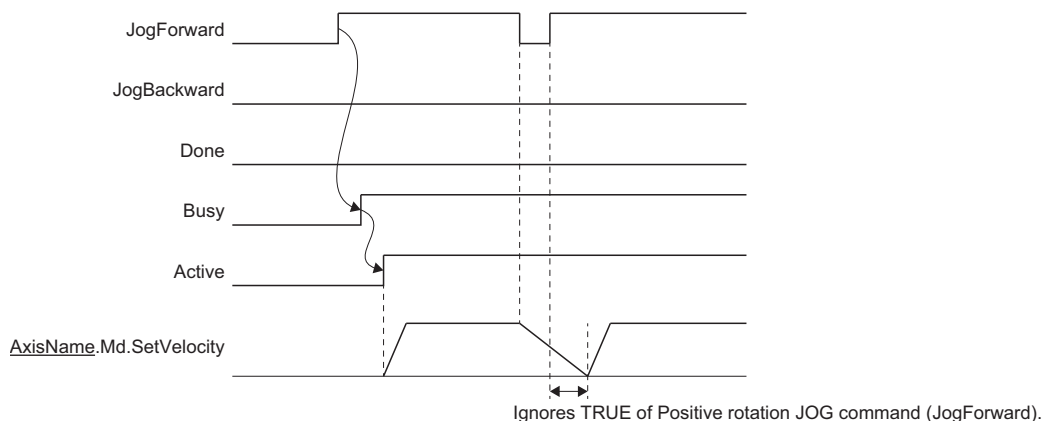 JogForward
JogBackward
Done
Busy
Active
AxisName.Md.SetVelocity
Ignores TRUE of Positive rotation JOG command (JogForward).